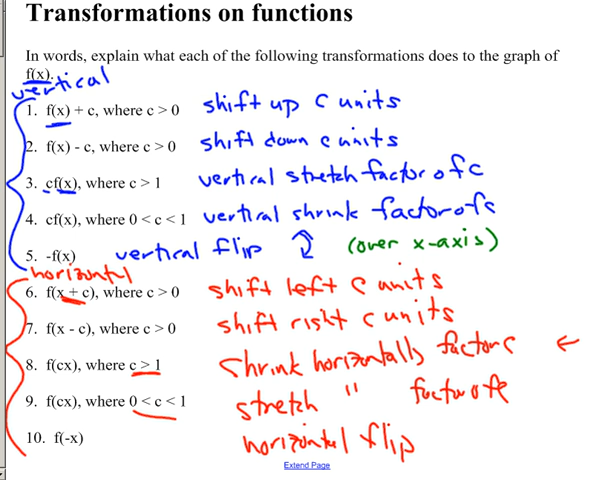 Transformations on functions
In words, explain what each of the following transformations does to the graph of
f(x).
vertical
1. f(x) + c, where c > 0 shift up c units
2. f(x) - c, where c > 0 shift down c units
3. cf(x), where c > 1 vertical stretch factor of c
4. cf(x), where 0 < c < 1 vertical shrink factor of c
5. -f(x) vertical flip (over x-axis)
horizontal
6. f(x + c), where c > 0 shift left c units
7. f(x - c), where c > 0 shift right c units
8. f(cx), where c > 1 shrink horizontally factor c ←
9. f(cx), where 0 < c < 1 stretch " factor of c
10. f(-x) horizontal flip
Extend Page